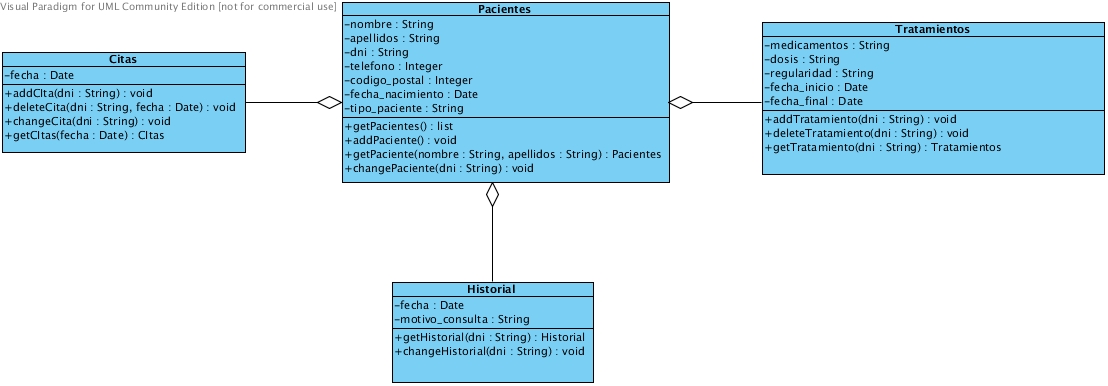 Visual Paradigm for UML Community Edition [not for commercial use]
Pacientes
-nombre : String
-apellidos : String
-dni : String
-telefono : Integer
-codigo_postal : Integer
-fecha_nacimiento : Date
-tipo_paciente : String
+getPacientes() : list
+addPaciente() : void
+getPaciente(nombre : String, apellidos : String) : Pacientes
+changePaciente(dni : String) : void
Citas
-fecha : Date
+addCIta(dni : String) : void
+deleteCita(dni : String, fecha : Date) : void
+changeCita(dni : String) : void
+getCItas(fecha : Date) : CItas
Tratamientos
-medicamentos : String
-dosis : String
-regularidad : String
-fecha_inicio : Date
-fecha_final : Date
+addTratamiento(dni : String) : void
+deleteTratamiento(dni : String) : void
+getTratamiento(dni : String) : Tratamientos
Historial
-fecha : Date
-motivo_consulta : String
+getHistorial(dni : String) : Historial
+changeHistorial(dni : String) : void